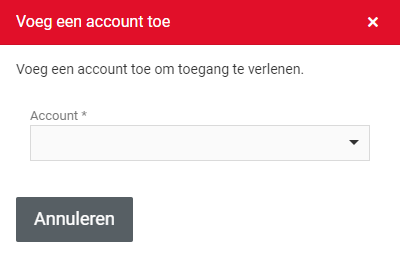 Voeg een account toe
Voeg een account toe om toegang te verlenen.
Account *
Annuleren